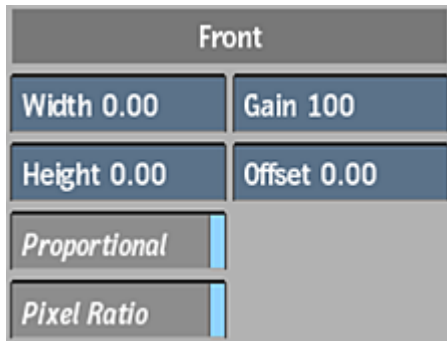 Front
Width 0.00 Gain 100
Height 0.00 Offset 0.00
Proportional
Pixel Ratio